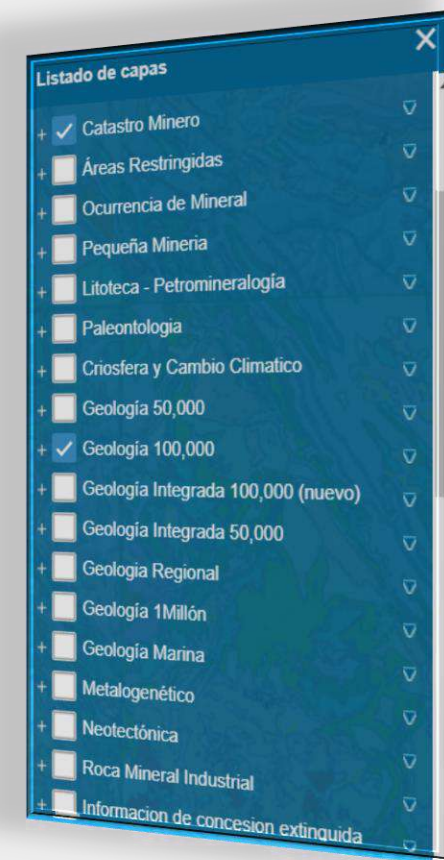 Listado de capas
Catastro Minero
Áreas Restringidas
Ocurrencia de Mineral
Pequeña Mineria
Litoteca - Petromineralogía
Paleontologia
Criosfera y Cambio Climatico
Geología 50,000
Geología 100,000
Geología Integrada 100,000 (nuevo)
Geología Integrada 50,000
Geologia Regional
Geología 1Millón
Geología Marina
Metalogenético
Neotectónica
Roca Mineral Industrial
Informacion de concesion extinguida